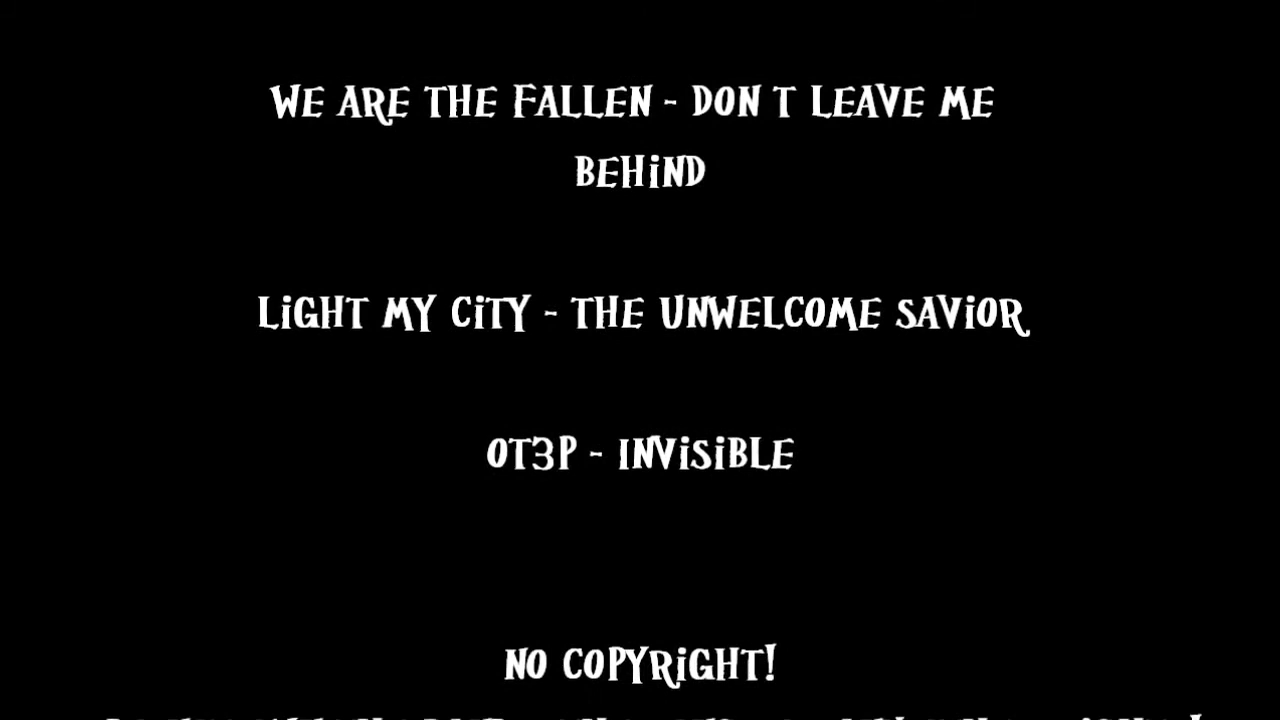 WE ARE THE FALLEN - DON T LEAVE ME
BEHIND
LIGHT MY CITY - THE UNWELCOME SAVIOR
OT3P - INVISIBLE
NO COPYRIGHT!